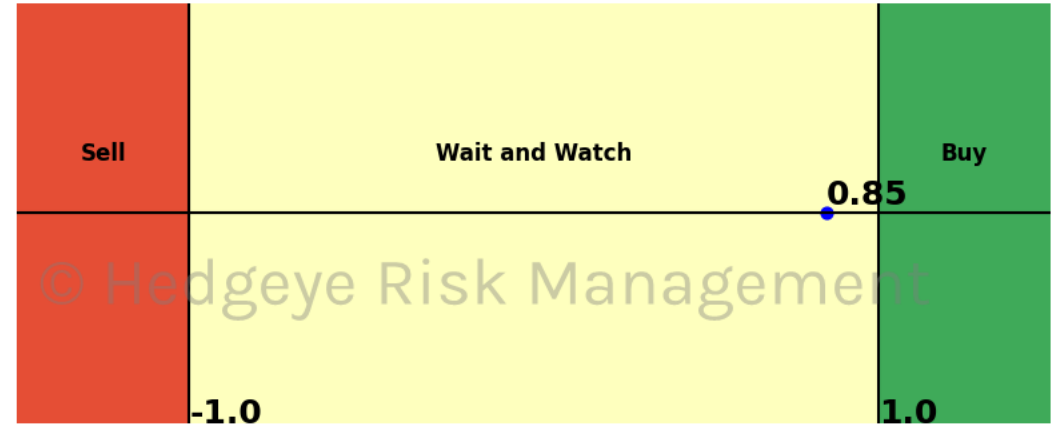 Sell
Wait and Watch
Buy
0.85
© Hedgeye Risk Management
-1.0
1.0